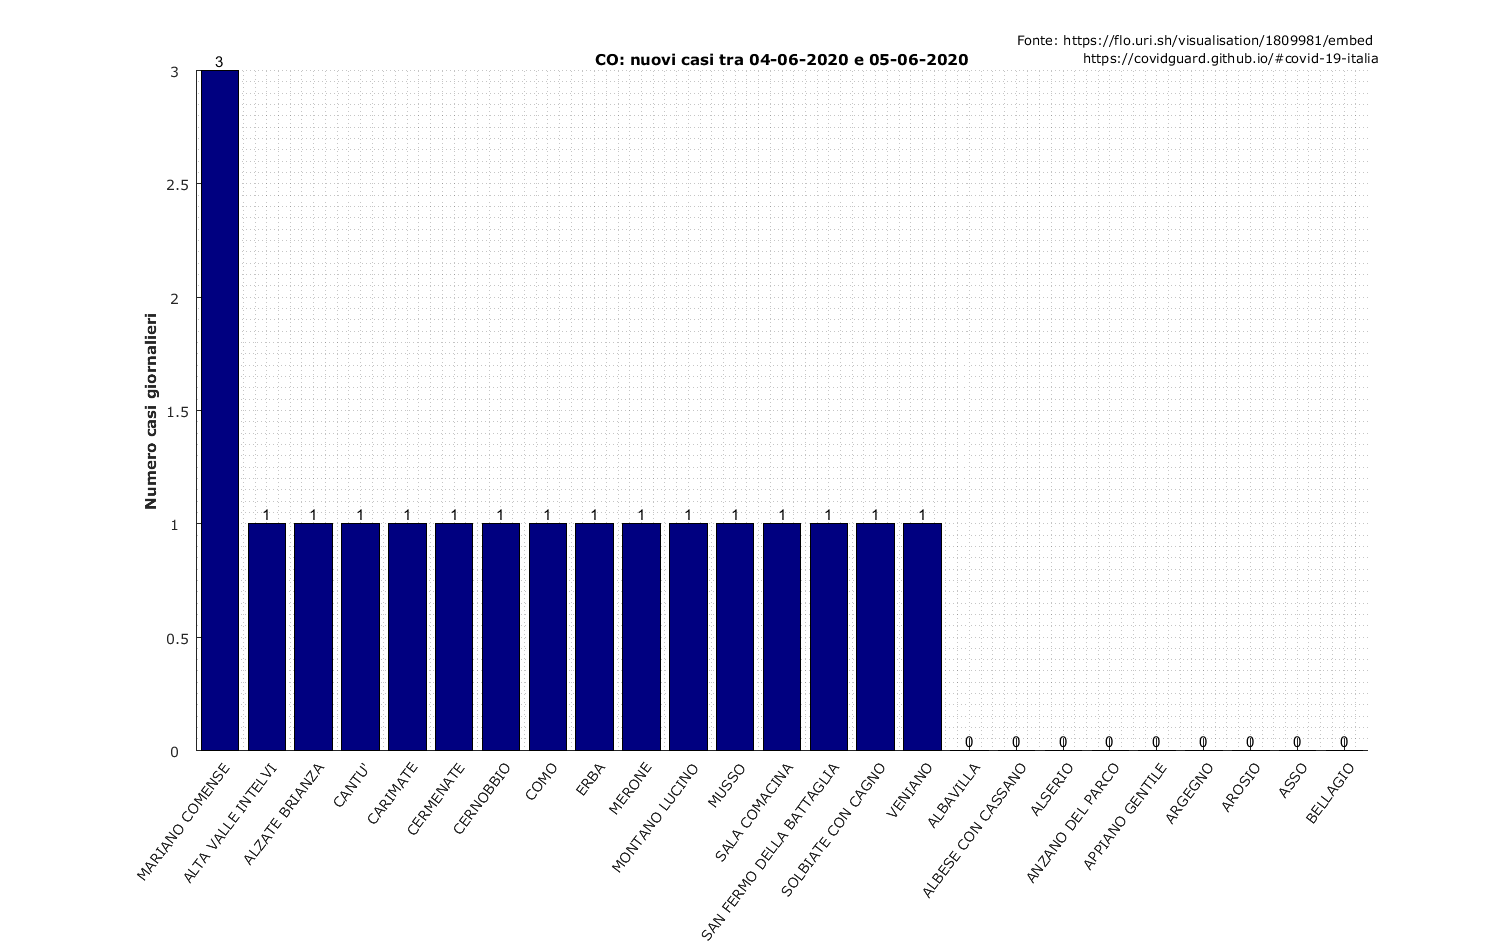 Fonte: https://flo.uri.sh/visualisation/1809981/embed
https://covidguard.github.io/#covid-19-italia
CO: nuovi casi tra 04-06-2020 e 05-06-2020
Numero casi giornalieri
3
2.5
2
1.5
1
0.5
0
3 1 1 1 1 1 1 1 1 1 1 1 1 1 1 1 0 0 0 0 0 0 0 0 0
MARIANO COMENSE
ALTA VALLE INTELVI
ALZATE BRIANZA
CANTU'
CARIMATE
CERMENATE
CERNOBBIO
COMO
ERBA
MERONE
MONTANO LUCINO
MUSSO
SALA COMACINA
SAN FERMO DELLA BATTAGLIA
SOLBIATE CON CAGNO
VENIANO
ALBAVILLA
ALBESE CON CASSANO
ALSERIO
ANZANO DEL PARCO
APPIANO GENTILE
ARGEGNO
AROSIO
ASSO
BELLAGIO